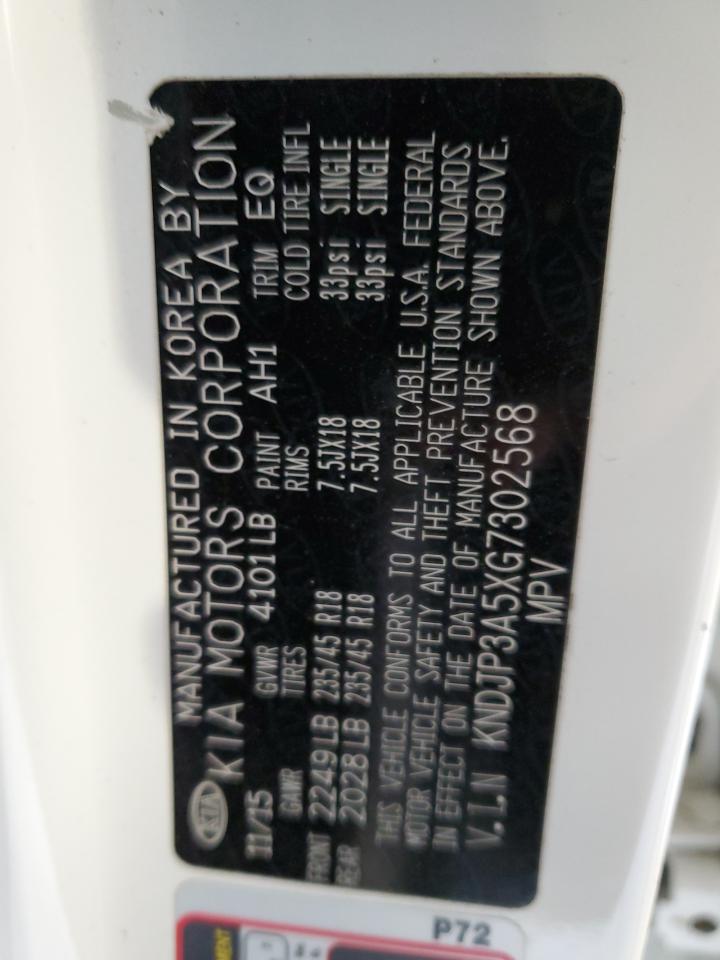 KIA
MANUFACTURED IN KOREA BY
KIA MOTORS CORPORATION
11/15 GVWR 4101LB PAINT AH1 TRIM EQ
GAWR TIRES RIMS COLD TIRE INFL
FRONT 2249LB 235/45 R18 7.5JX18 33psi SINGLE
REAR 2028LB 235/45 R18 7.5JX18 33psi SINGLE
THIS VEHICLE CONFORMS TO ALL APPLICABLE U.S.A. FEDERAL
MOTOR VEHICLE SAFETY AND THEFT PREVENTION STANDARDS
IN EFFECT ON THE DATE OF MANUFACTURE SHOWN ABOVE.
V.I.N KNDJP3A5XG7302568
MPV
P72